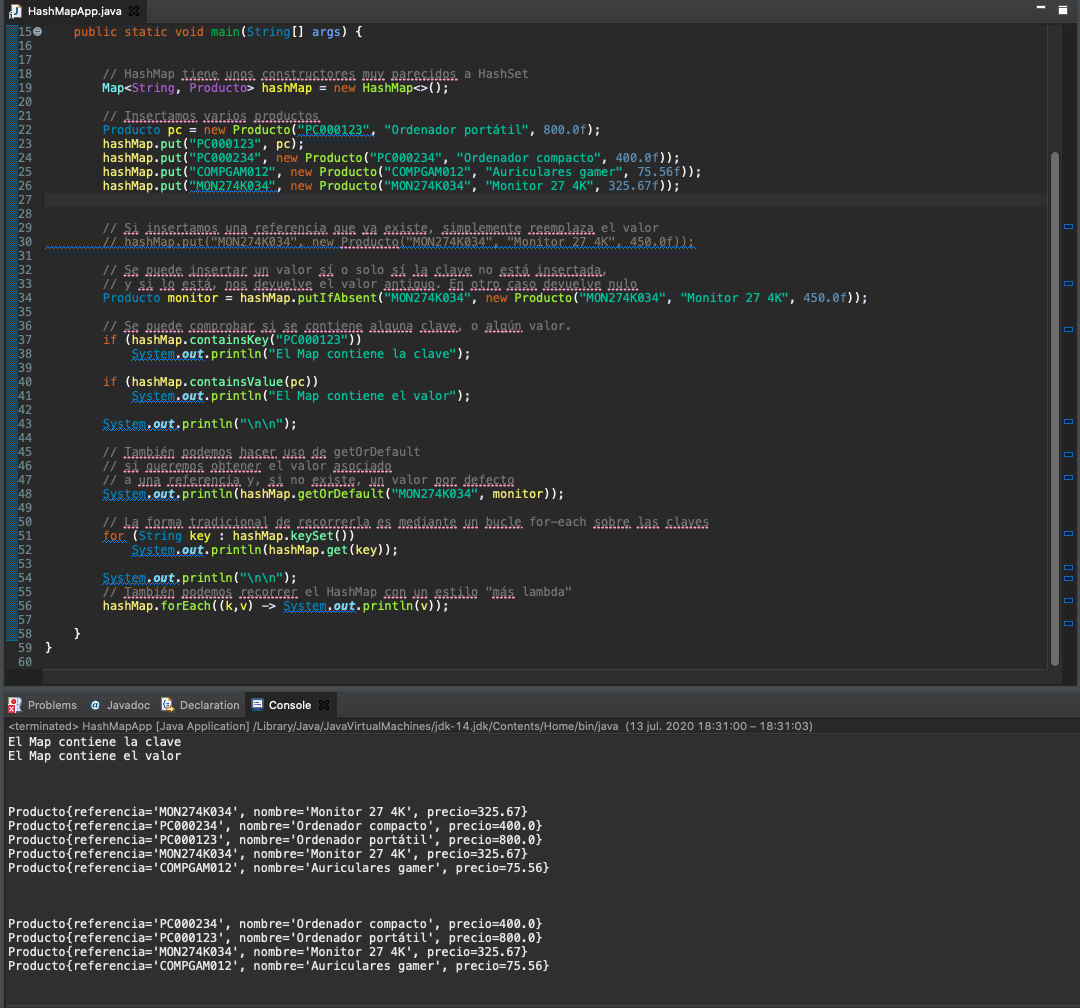 HashMapApp.java
15 public static void main(String[] args) {
16
17
18 // HashMap tiene unos constructores muy parecidos a HashSet
19 Map<String, Producto> hashMap = new HashMap<>();
20
21 // Insertamos varios productos
22 Producto pc = new Producto("PC000123", "Ordenador portátil", 800.0f);
23 hashMap.put("PC000123", pc);
24 hashMap.put("PC000234", new Producto("PC000234", "Ordenador compacto", 400.0f));
25 hashMap.put("COMPGAM012", new Producto("COMPGAM012", "Auriculares gamer", 75.56f));
26 hashMap.put("MON274K034", new Producto("MON274K034", "Monitor 27 4K", 325.67f));
27
28
29 // Si insertamos una referencia que ya existe, simplemente reemplaza el valor
30 // hashMap.put("MON274K034", new Producto("MON274K034", "Monitor 27 4K", 450.0f));
31
32 // Se puede insertar un valor sí o solo sí la clave no está insertada,
33 // y si lo está, nos devuelve el valor antiguo. En otro caso devuelve nulo
34 Producto monitor = hashMap.putIfAbsent("MON274K034", new Producto("MON274K034", "Monitor 27 4K", 450.0f));
35
36 // Se puede comprobar si se contiene alguna clave, o algún valor.
37 if (hashMap.containsKey("PC000123"))
38 System.out.println("El Map contiene la clave");
39
40 if (hashMap.containsValue(pc))
41 System.out.println("El Map contiene el valor");
42
43 System.out.println("\n\n");
44
45 // También podemos hacer uso de getOrDefault
46 // si queremos obtener el valor asociado
47 // a una referencia y, si no existe, un valor por defecto
48 System.out.println(hashMap.getOrDefault("MON274K034", monitor));
49
50 // La forma tradicional de recorrerla es mediante un bucle for-each sobre las claves
51 for (String key : hashMap.keySet())
52 System.out.println(hashMap.get(key));
53
54 System.out.println("\n\n");
55 // También podemos recorrer el HashMap con un estilo "más lambda"
56 hashMap.forEach((k,v) -> System.out.println(v));
57
58 }
59 }
60
Problems @ Javadoc Declaration Console
<terminated> HashMapApp [Java Application] /Library/Java/JavaVirtualMachines/jdk-14.jdk/Contents/Home/bin/java (13 jul. 2020 18:31:00 – 18:31:03)
El Map contiene la clave
El Map contiene el valor
Producto{referencia='MON274K034', nombre='Monitor 27 4K', precio=325.67}
Producto{referencia='PC000234', nombre='Ordenador compacto', precio=400.0}
Producto{referencia='PC000123', nombre='Ordenador portátil', precio=800.0}
Producto{referencia='MON274K034', nombre='Monitor 27 4K', precio=325.67}
Producto{referencia='COMPGAM012', nombre='Auriculares gamer', precio=75.56}
Producto{referencia='PC000234', nombre='Ordenador compacto', precio=400.0}
Producto{referencia='PC000123', nombre='Ordenador portátil', precio=800.0}
Producto{referencia='MON274K034', nombre='Monitor 27 4K', precio=325.67}
Producto{referencia='COMPGAM012', nombre='Auriculares gamer', precio=75.56}